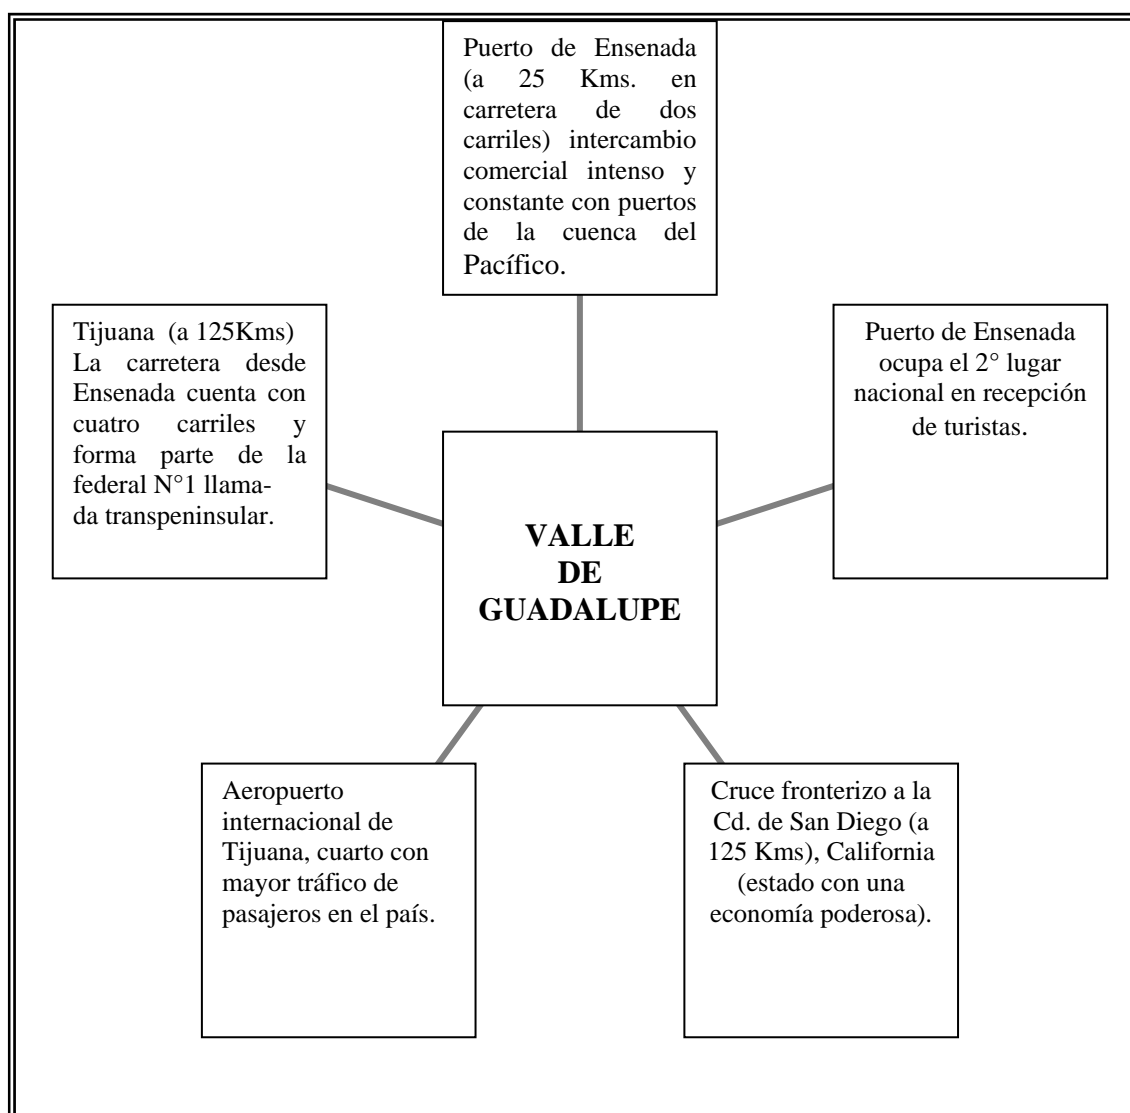 Puerto de Ensenada
(a 25 Kms. en
carretera de dos
carriles) intercambio
comercial intenso y
constante con puertos
de la cuenca del
Pacífico.
Tijuana (a 125Kms)
La carretera desde
Ensenada cuenta con
cuatro carriles y
forma parte de la
federal N°1 llama-
da transpeninsular.
Puerto de Ensenada
ocupa el 2° lugar
nacional en recepción
de turistas.
VALLE
DE
GUADALUPE
Aeropuerto
internacional de
Tijuana, cuarto con
mayor tráfico de
pasajeros en el país.
Cruce fronterizo a la
Cd. de San Diego (a
125 Kms), California
(estado con una
economía poderosa).